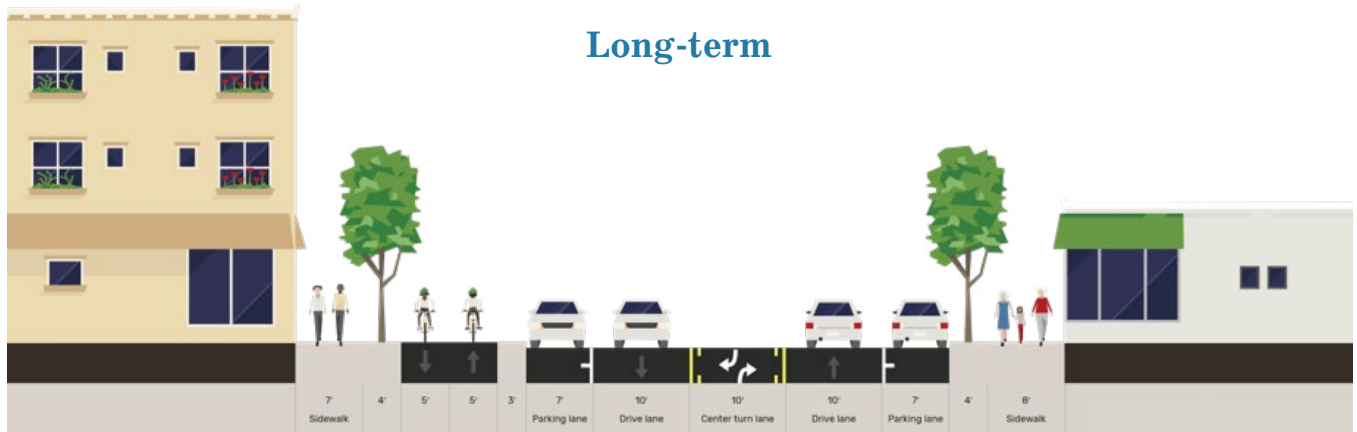 Long-term
7' 4' 5' 5' 3' 7' 10' 10' 10' 7' 4' 8'
Sidewalk Parking lane Drive lane Center turn lane Drive lane Parking lane Sidewalk